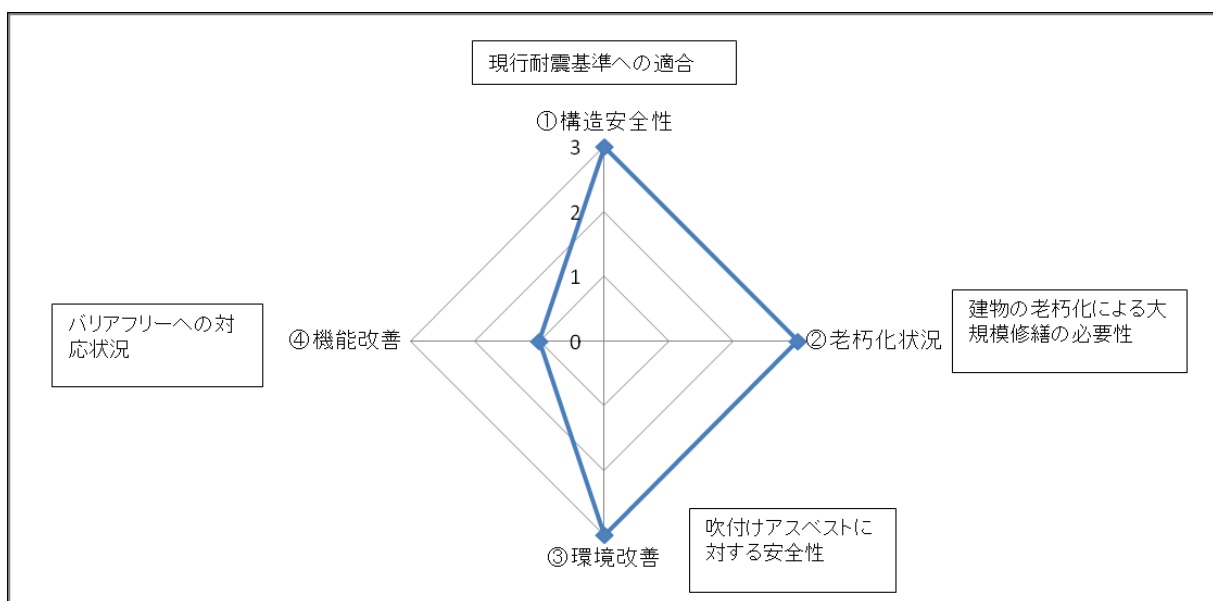 現行耐震基準への適合
①構造安全性
3
2
1
0
バリアフリーへの対
応状況
④機能改善
②老朽化状況
建物の老朽化による大
規模修繕の必要性
吹付けアスベストに
対する安全性
③環境改善